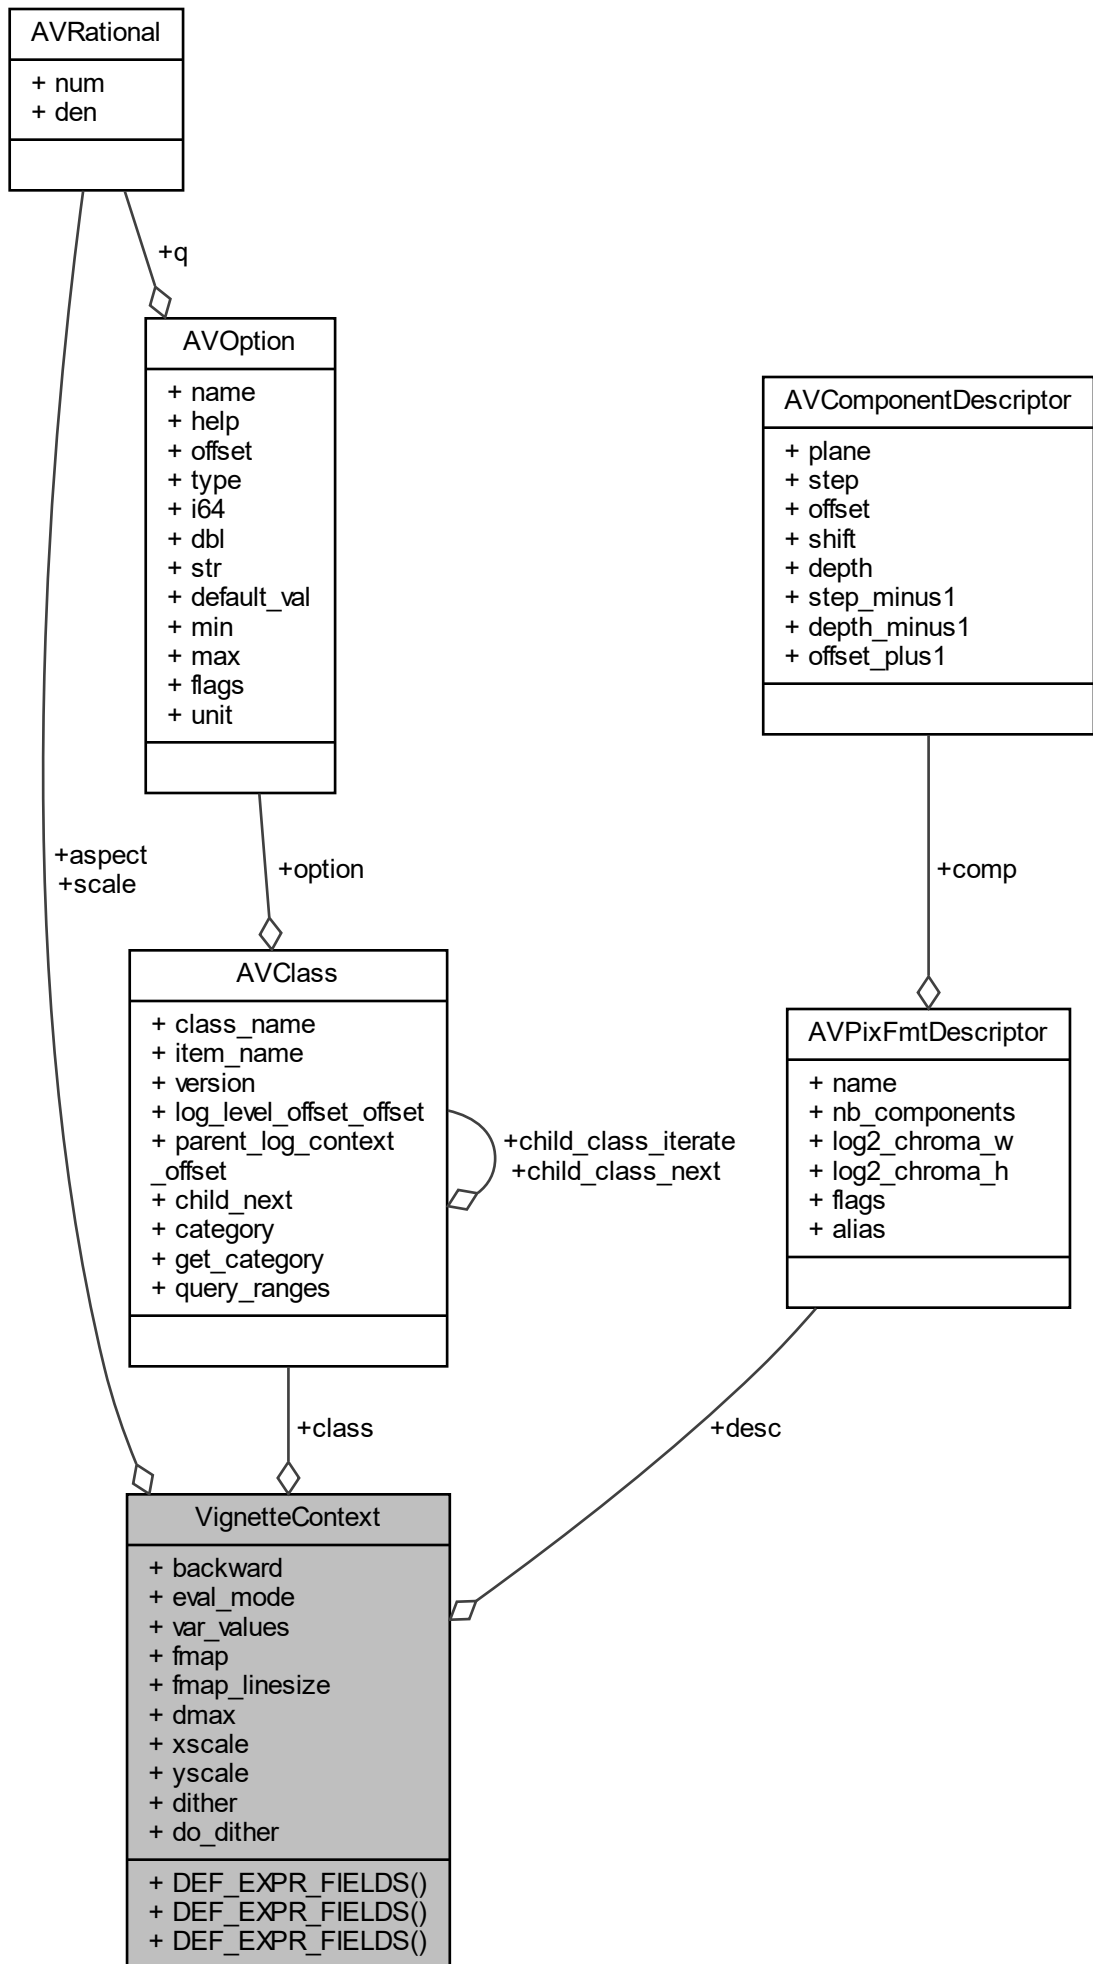 AVRational
+ num
+ den
+q
AVOption
+ name
+ help
+ offset
+ type
+ i64
+ dbl
+ str
+ default_val
+ min
+ max
+ flags
+ unit
AVComponentDescriptor
+ plane
+ step
+ offset
+ shift
+ depth
+ step_minus1
+ depth_minus1
+ offset_plus1
+aspect
+scale
+option
+comp
AVClass
+ class_name
+ item_name
+ version
+ log_level_offset_offset
+ parent_log_context
_offset
+ child_next
+ category
+ get_category
+ query_ranges
+child_class_iterate
+child_class_next
AVPixFmtDescriptor
+ name
+ nb_components
+ log2_chroma_w
+ log2_chroma_h
+ flags
+ alias
+class
+desc
VignetteContext
+ backward
+ eval_mode
+ var_values
+ fmap
+ fmap_linesize
+ dmax
+ xscale
+ yscale
+ dither
+ do_dither
+ DEF_EXPR_FIELDS()
+ DEF_EXPR_FIELDS()
+ DEF_EXPR_FIELDS()